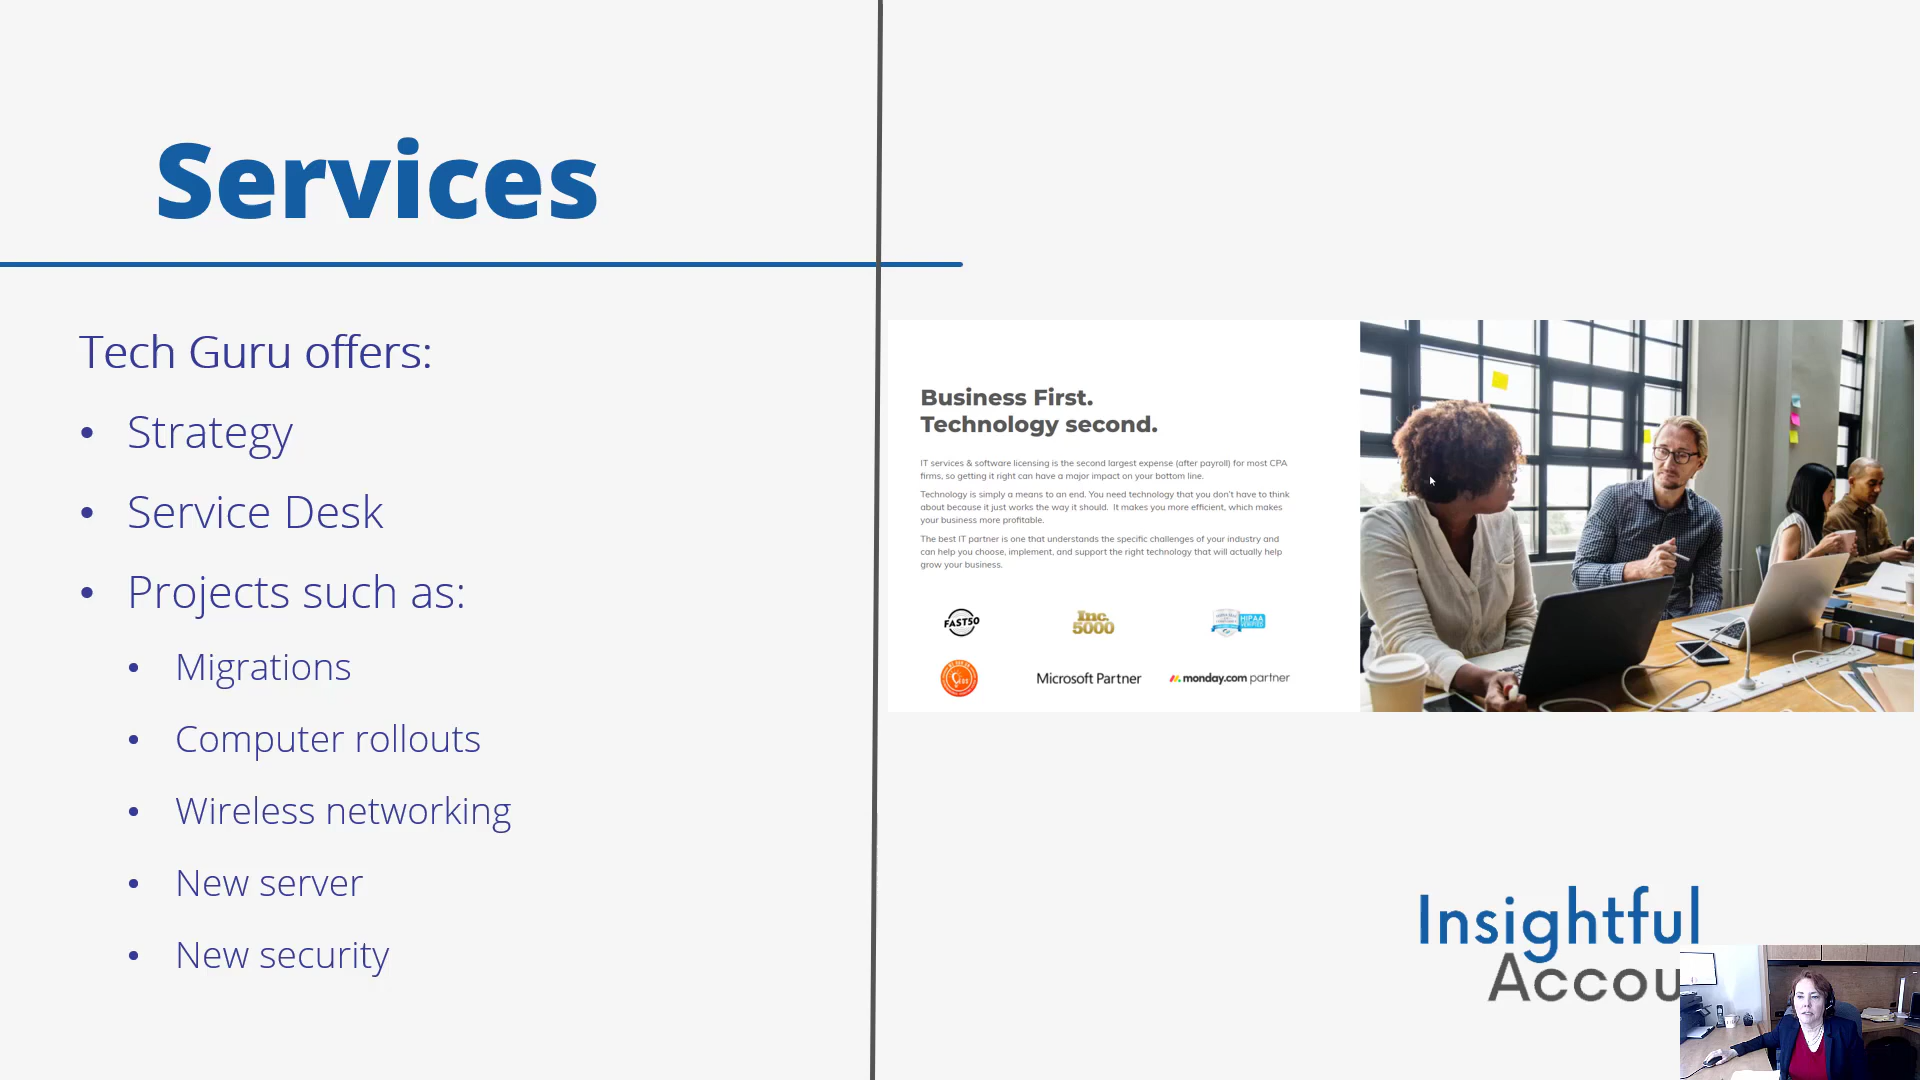 Services
Tech Guru offers:
• Strategy
• Service Desk
• Projects such as:
• Migrations
• Computer rollouts
• Wireless networking
• New server
• New security
Business First.
Technology second.
IT services & software licensing is the second largest expense (after payroll) for most CPA
firms, so getting it right can have a major impact on your bottom line.
Technology is simply a means to an end. You need technology that you don't have to think
about because it just works the way it should. It makes you more efficient, which makes
your business more profitable.
The best IT partner is one that understands the specific challenges of your industry and
can help you choose, implement, and support the right technology that will actually help
grow your business.
FAST50
Inc.
5000
HIPAA
VERIFIED
Microsoft Partner
monday.com partner
Insightful
Accou